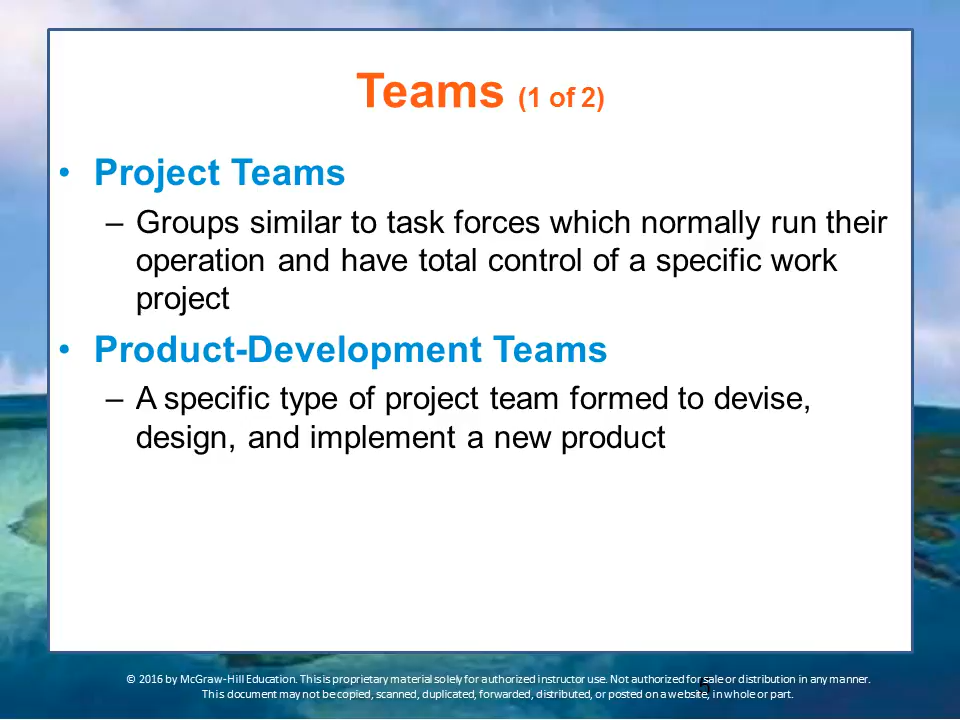 Teams (1 of 2)
• Project Teams
– Groups similar to task forces which normally run their
operation and have total control of a specific work
project
• Product-Development Teams
– A specific type of project team formed to devise,
design, and implement a new product
© 2016 by McGraw-Hill Education. This is proprietary material solely for authorized instructor use. Not authorized for sale or distribution in any manner.
This document may not be copied, scanned, duplicated, forwarded, distributed, or posted on a website, in whole or part.